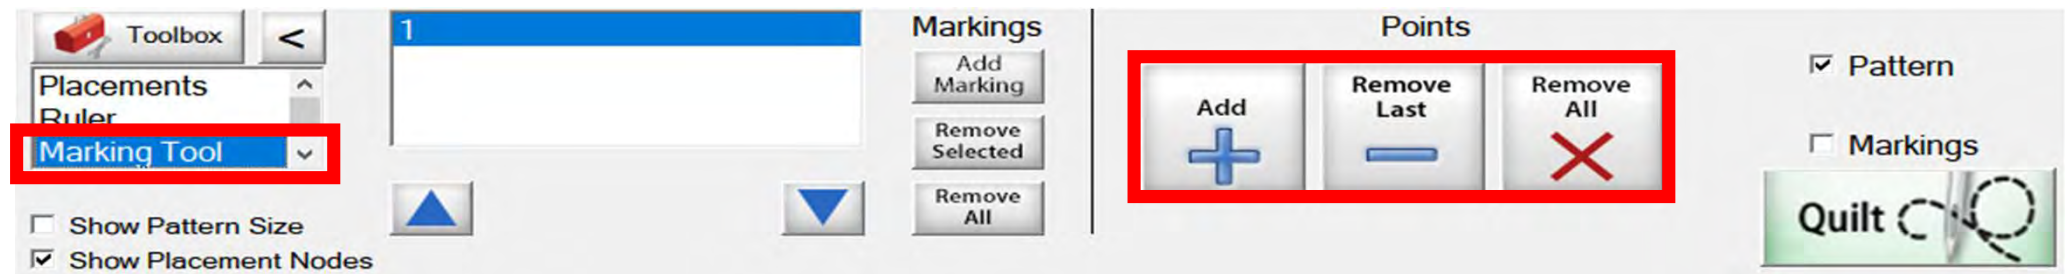 Toolbox
<
Placements
Ruler
Marking Tool
Show Pattern Size
Show Placement Nodes
1
Markings
Add
Marking
Remove
Selected
Remove
All
Points
Add
Remove
Last
Remove
All
Pattern
Markings
Quilt